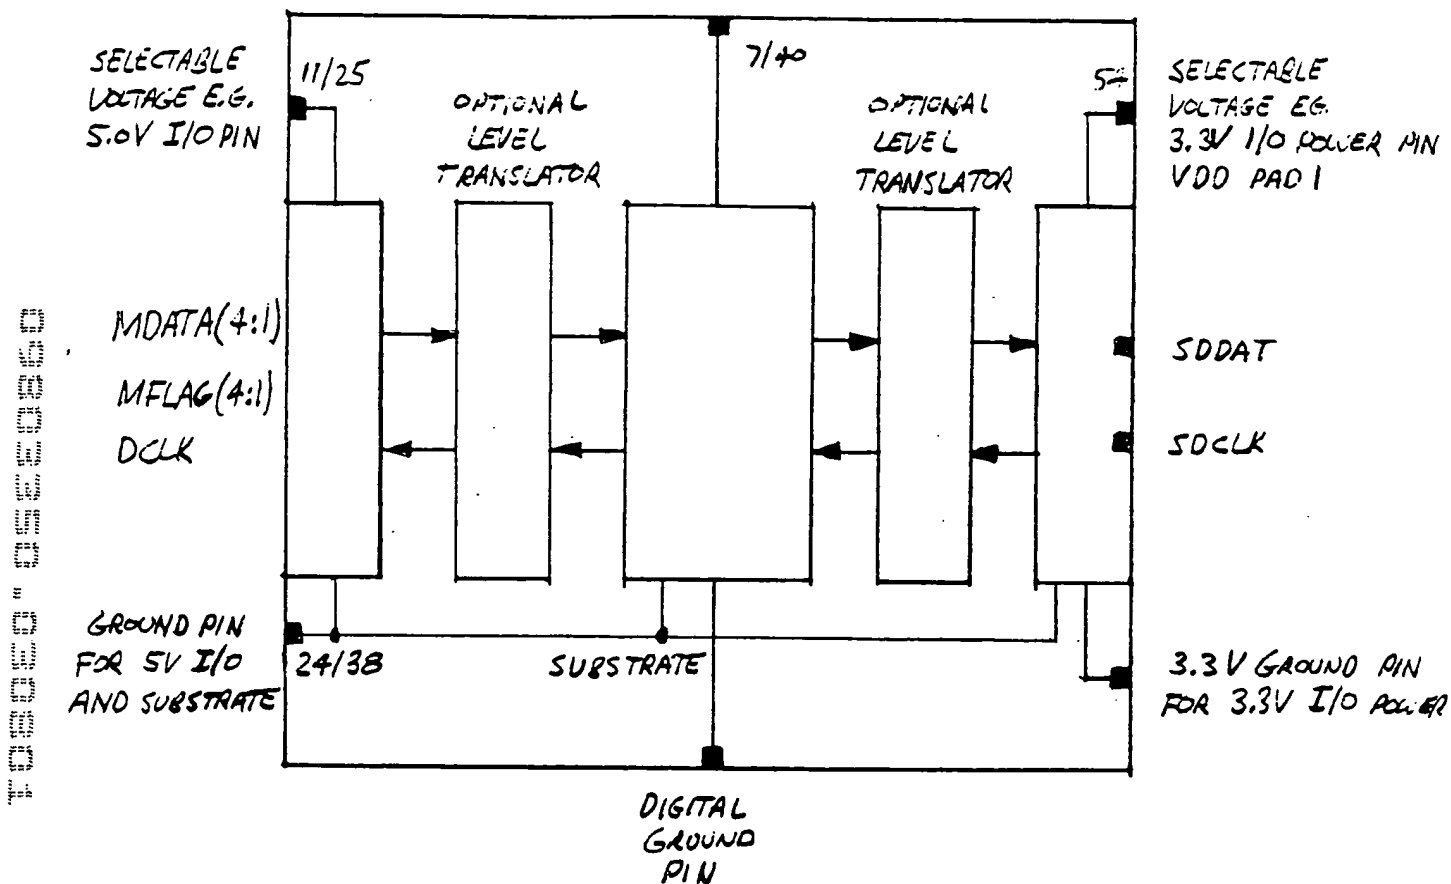 SELECTABLE
VOLTAGE E.G.
5.0V I/O PIN
11/25
OPTIONAL
LEVEL
TRANSLATOR
7/40
OPTIONAL
LEVEL
TRANSLATOR
SELECTABLE
VOLTAGE EG.
3.3V I/O POWER PIN
VDD PAD 1
MDATA(4:1)
MFLAG(4:1)
DCLK
SDDAT
SDCLK
GROUND PIN
FOR 5V I/O
AND SUBSTRATE
24/38
SUBSTRATE
3.3V GROUND PIN
FOR 3.3V I/O POWER
DIGITAL
GROUND
PIN